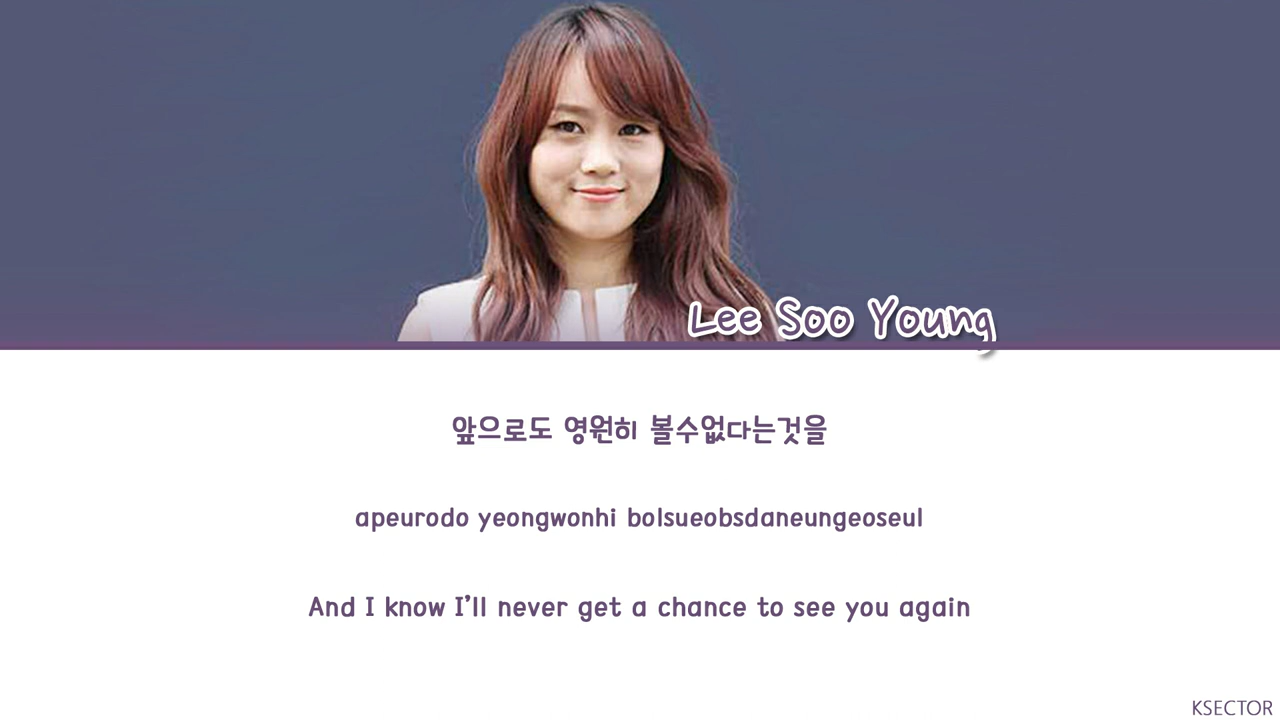 Lee Soo Young
앞으로도 영원히 볼수없다는것을
apeurodo yeongwonhi bolsueobsdaneungeoseul
And I know I’ll never get a chance to see you again
KSECTOR